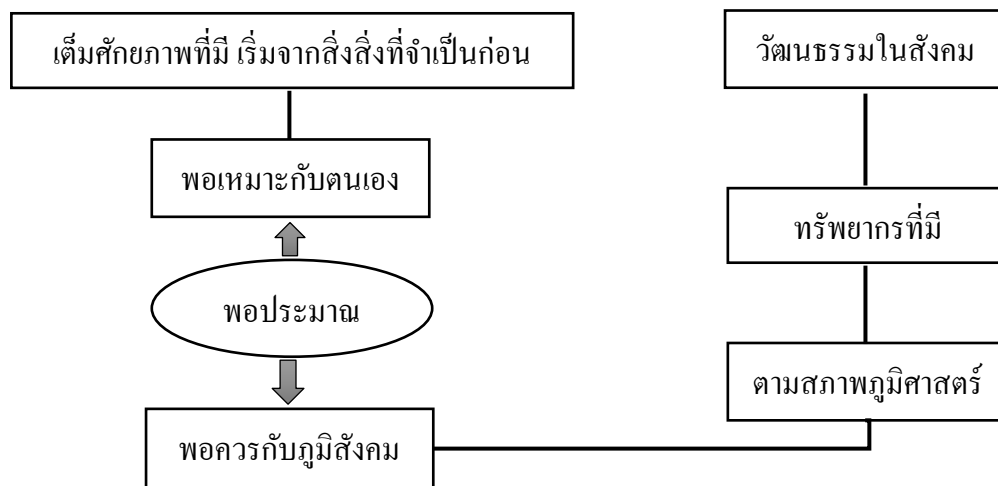 เต็มศักยภาพที่มี เริ่มจากสิ่งสิ่งที่จำเป็นก่อน
วัฒนธรรมในสังคม
พอเหมาะกับตนเอง
ทรัพยากรที่มี
พอประมาณ
ตามสภาพภูมิศาสตร์
พอควรกับภูมิสังคม